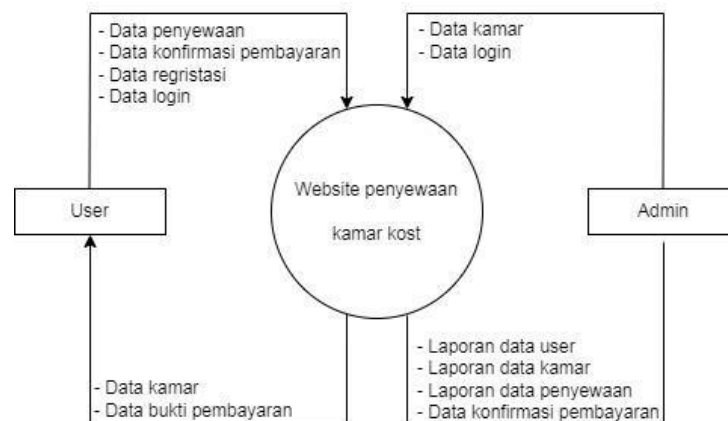 - Data penyewaan
- Data konfirmasi pembayaran
- Data regristasi
- Data login
- Data kamar
- Data login
Website penyewaan
kamar kost
User
Admin
- Data kamar
- Data bukti pembayaran
- Laporan data user
- Laporan data kamar
- Laporan data penyewaan
- Data konfirmasi pembayaran